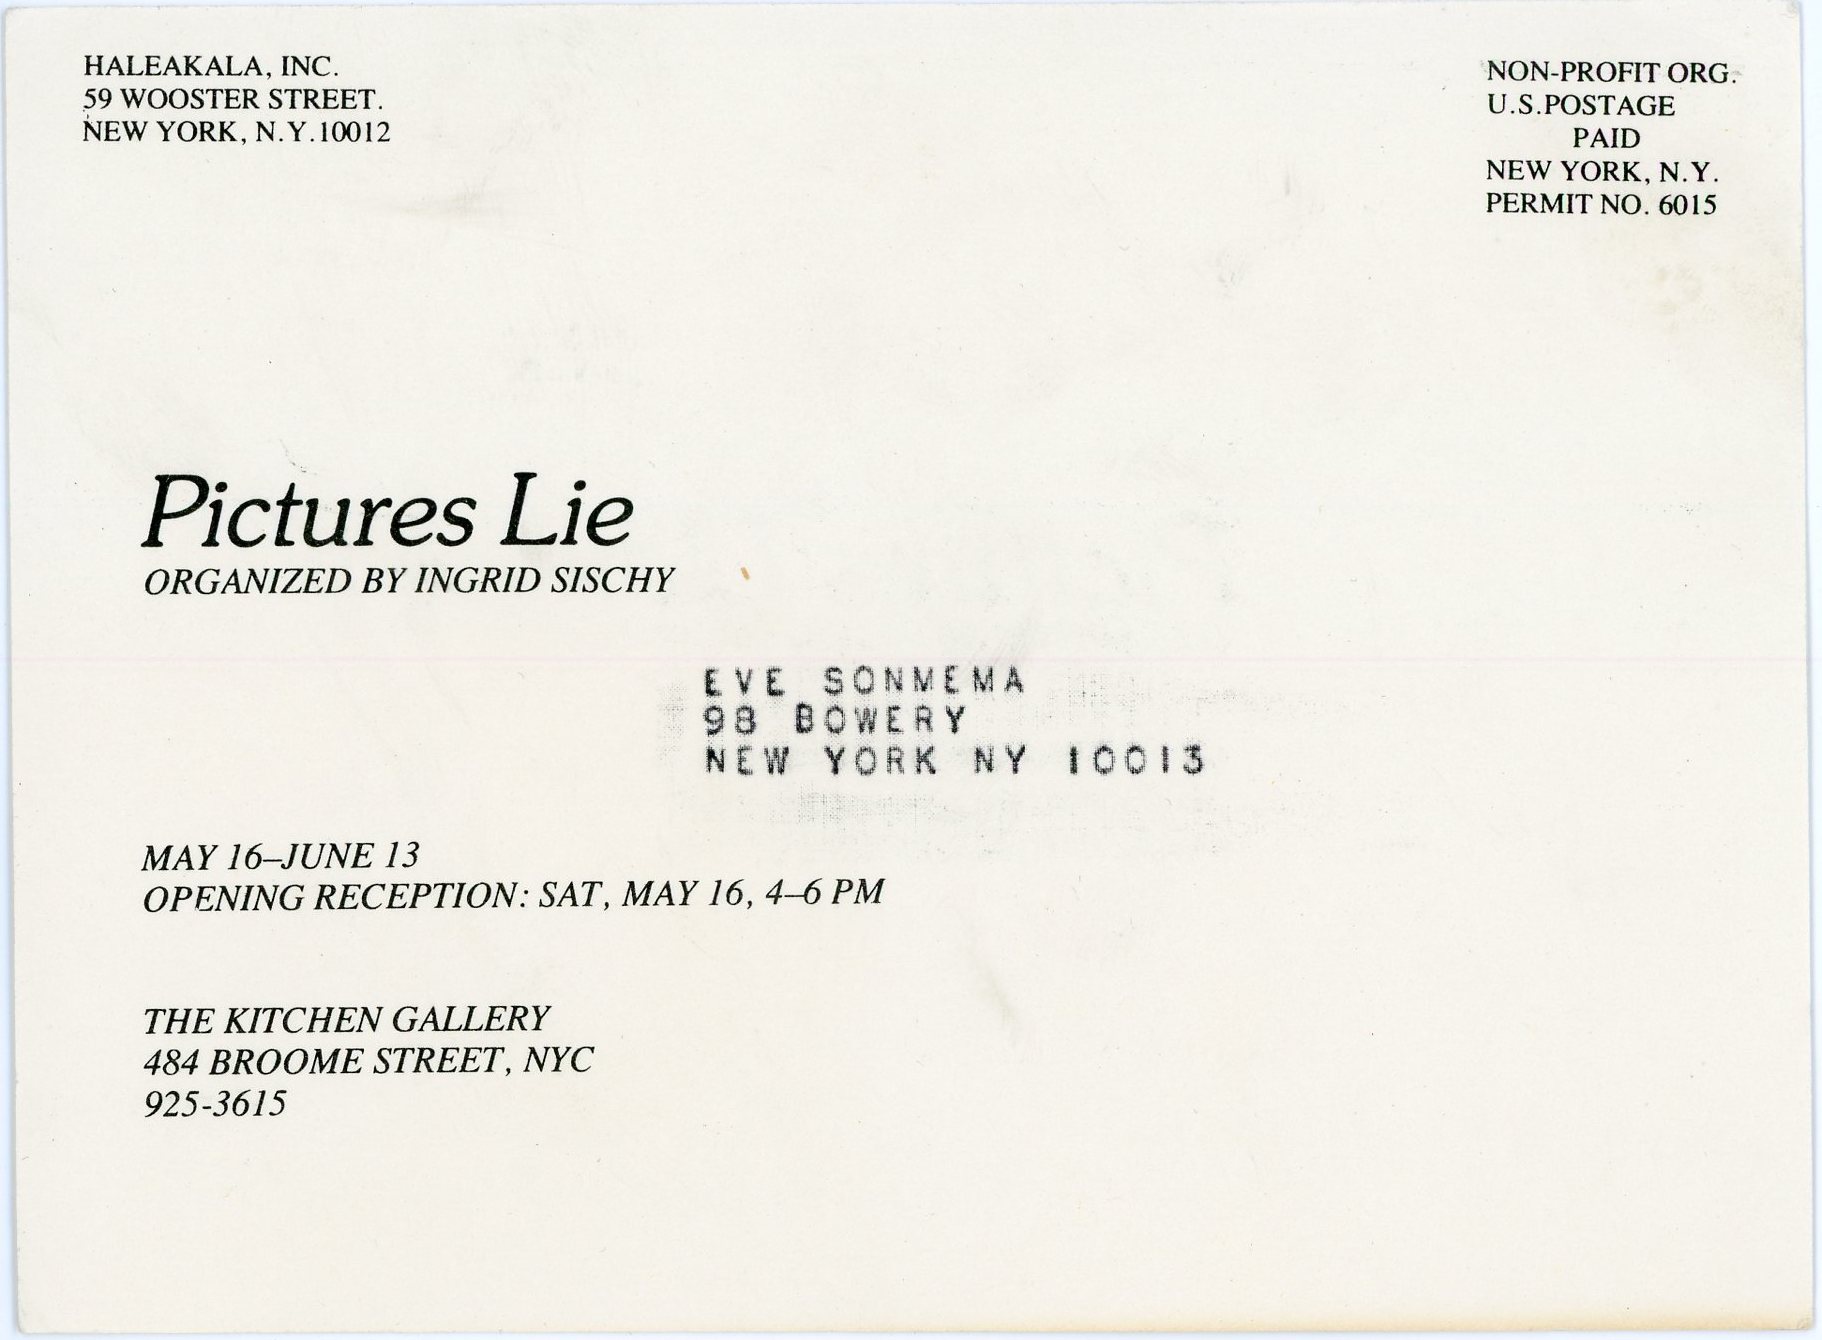 HALEAKALA, INC.
59 WOOSTER STREET.
NEW YORK, N.Y.10012
NON-PROFIT ORG.
U.S.POSTAGE
PAID
NEW YORK, N.Y.
PERMIT NO. 6015
Pictures Lie
ORGANIZED BY INGRID SISCHY
EVE SONMEMA
98 BOWERY
NEW YORK NY 10013
MAY 16–JUNE 13
OPENING RECEPTION: SAT, MAY 16, 4–6 PM
THE KITCHEN GALLERY
484 BROOME STREET, NYC
925-3615